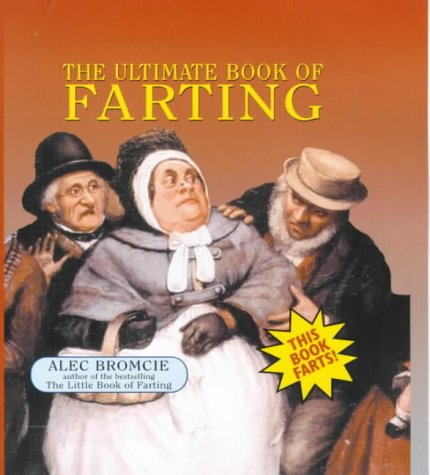 THE ULTIMATE BOOK OF
FARTING
THIS
BOOK
FARTS!
ALEC BROMCIE
author of the bestselling
The Little Book of Farting